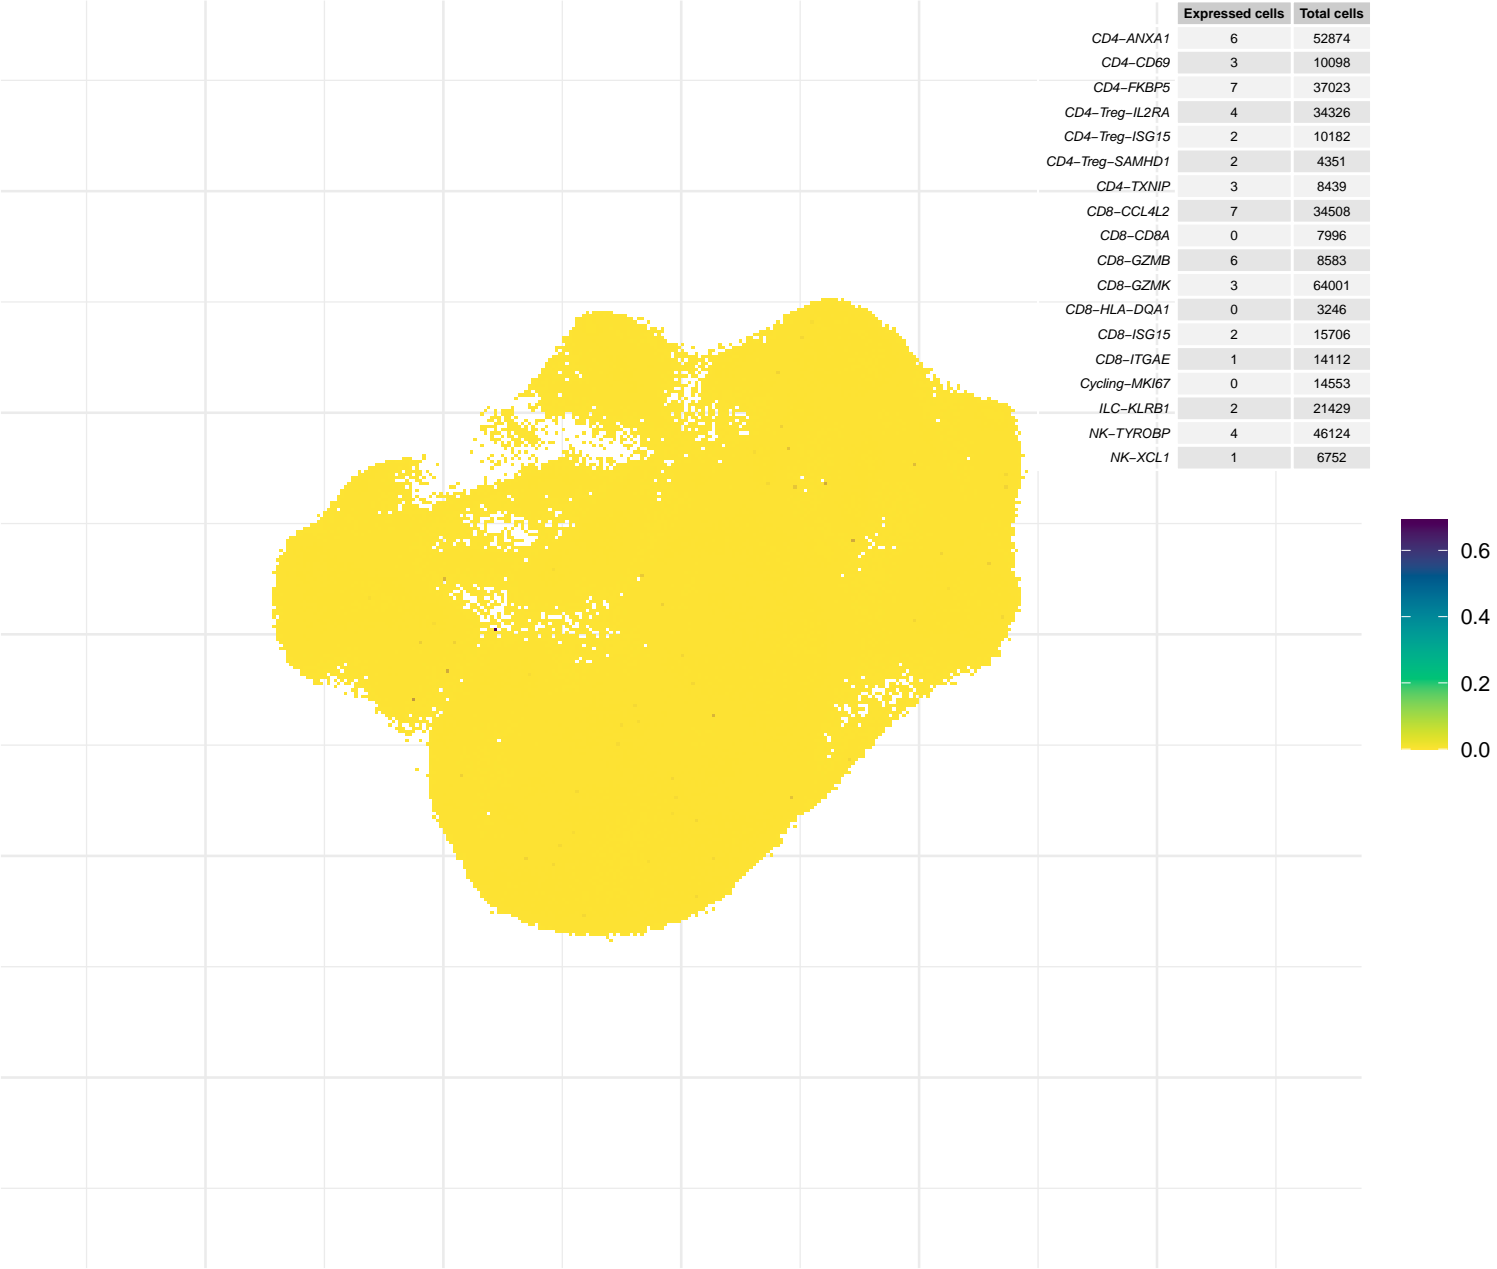 Expressed cells Total cells
CD4−ANXA1 6 52874
CD4−CD69 3 10098
CD4−FKBP5 7 37023
CD4−Treg−IL2RA 4 34326
CD4−Treg−ISG15 2 10182
CD4−Treg−SAMHD1 2 4351
CD4−TXNIP 3 8439
CD8−CCL4L2 7 34508
CD8−CD8A 0 7996
CD8−GZMB 6 8583
CD8−GZMK 3 64001
CD8−HLA−DQA1 0 3246
CD8−ISG15 2 15706
CD8−ITGAE 1 14112
Cycling−MKI67 0 14553
ILC−KLRB1 2 21429
NK−TYROBP 4 46124
NK−XCL1 1 6752
0.6
0.4
0.2
0.0